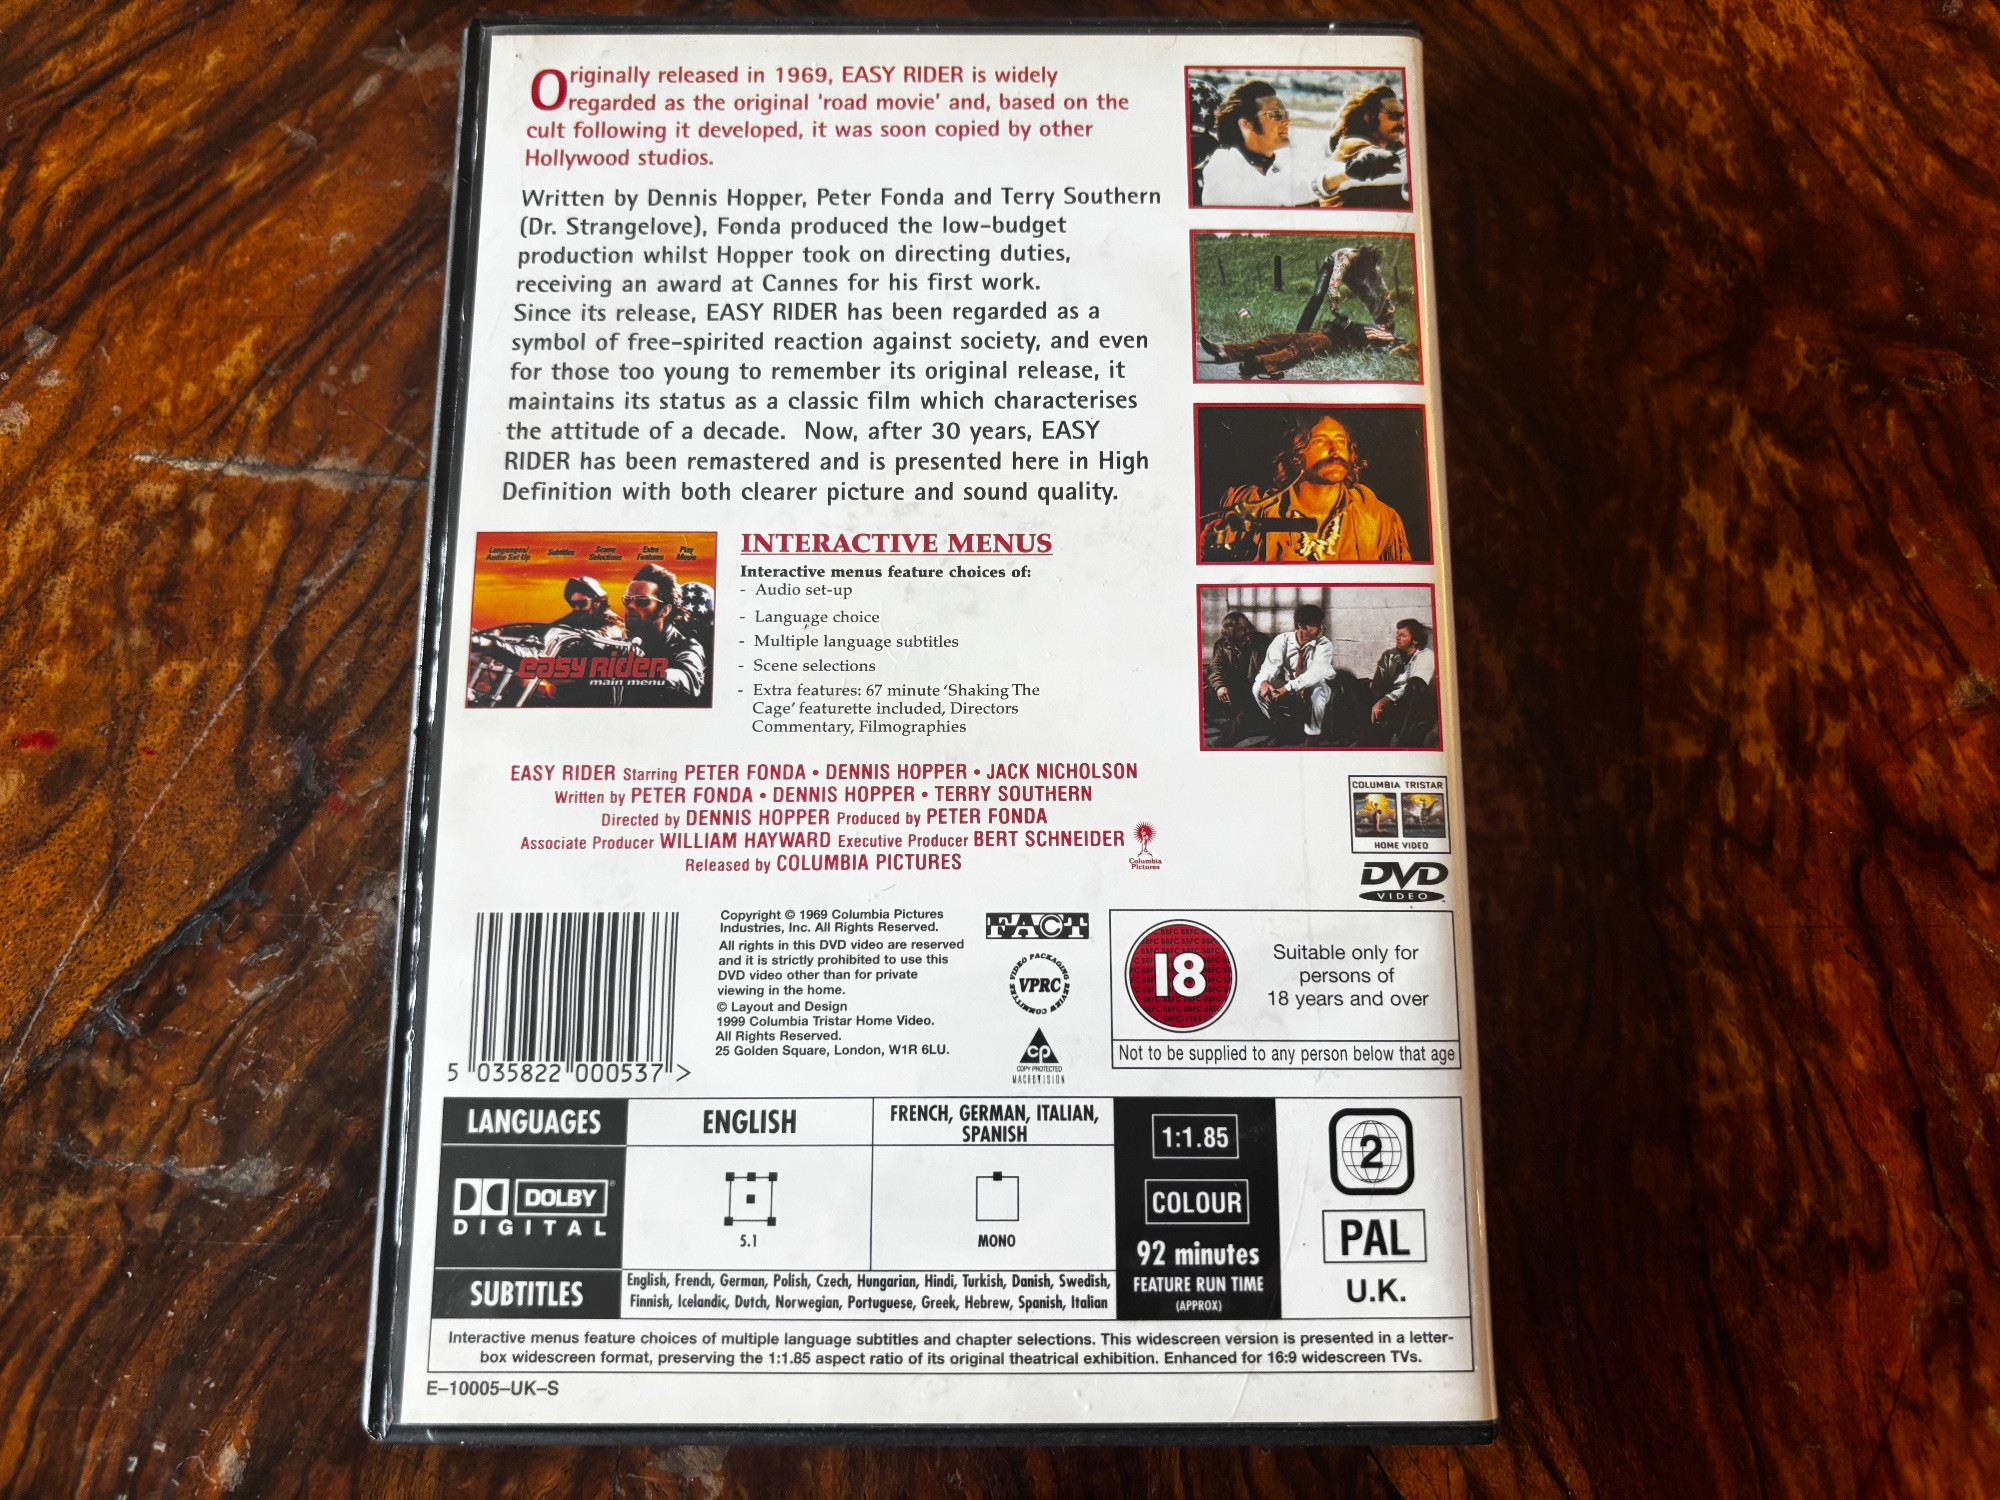 Originally released in 1969, EASY RIDER is widely
regarded as the original 'road movie' and, based on the
cult following it developed, it was soon copied by other
Hollywood studios.
Written by Dennis Hopper, Peter Fonda and Terry Southern
(Dr. Strangelove), Fonda produced the low-budget
production whilst Hopper took on directing duties,
receiving an award at Cannes for his first work.
Since its release, EASY RIDER has been regarded as a
symbol of free-spirited reaction against society, and even
for those too young to remember its original release, it
maintains its status as a classic film which characterises
the attitude of a decade. Now, after 30 years, EASY
RIDER has been remastered and is presented here in High
Definition with both clearer picture and sound quality.
Languages/ Audio Set Up
Subtitles
Scene Selections
Extra Features
Play Movie
easy Rider
main menu
INTERACTIVE MENUS
Interactive menus feature choices of:
- Audio set-up
- Language choice
- Multiple language subtitles
- Scene selections
- Extra features: 67 minute 'Shaking The
Cage' featurette included, Directors
Commentary, Filmographies
EASY RIDER Starring PETER FONDA • DENNIS HOPPER • JACK NICHOLSON
Written by PETER FONDA • DENNIS HOPPER • TERRY SOUTHERN
Directed by DENNIS HOPPER Produced by PETER FONDA
Associate Producer WILLIAM HAYWARD Executive Producer BERT SCHNEIDER
Released by COLUMBIA PICTURES
Columbia
Pictures
COLUMBIA TRISTAR
HOME VIDEO
DVD
VIDEO
5 035822 000537 >
Copyright © 1969 Columbia Pictures
Industries, Inc. All Rights Reserved.
All rights in this DVD video are reserved
and it is strictly prohibited to use this
DVD video other than for private
viewing in the home.
© Layout and Design
1999 Columbia Tristar Home Video.
All Rights Reserved.
25 Golden Square, London, W1R 6LU.
FACT
VIDEO PACKAGING REVIEW COMMITTEE
VPRC
CP
COPY PROTECTED
MACROVISION
18
Suitable only for
persons of
18 years and over
Not to be supplied to any person below that age
LANGUAGES
ENGLISH
FRENCH, GERMAN, ITALIAN,
SPANISH
DOLBY
DIGITAL
5.1
MONO
SUBTITLES
English, French, German, Polish, Czech, Hungarian, Hindi, Turkish, Danish, Swedish,
Finnish, Icelandic, Dutch, Norwegian, Portuguese, Greek, Hebrew, Spanish, Italian
1:1.85
COLOUR
92 minutes
FEATURE RUN TIME
(APPROX)
2
PAL
U.K.
Interactive menus feature choices of multiple language subtitles and chapter selections. This widescreen version is presented in a letter-
box widescreen format, preserving the 1:1.85 aspect ratio of its original theatrical exhibition. Enhanced for 16:9 widescreen TVs.
E-10005-UK-S